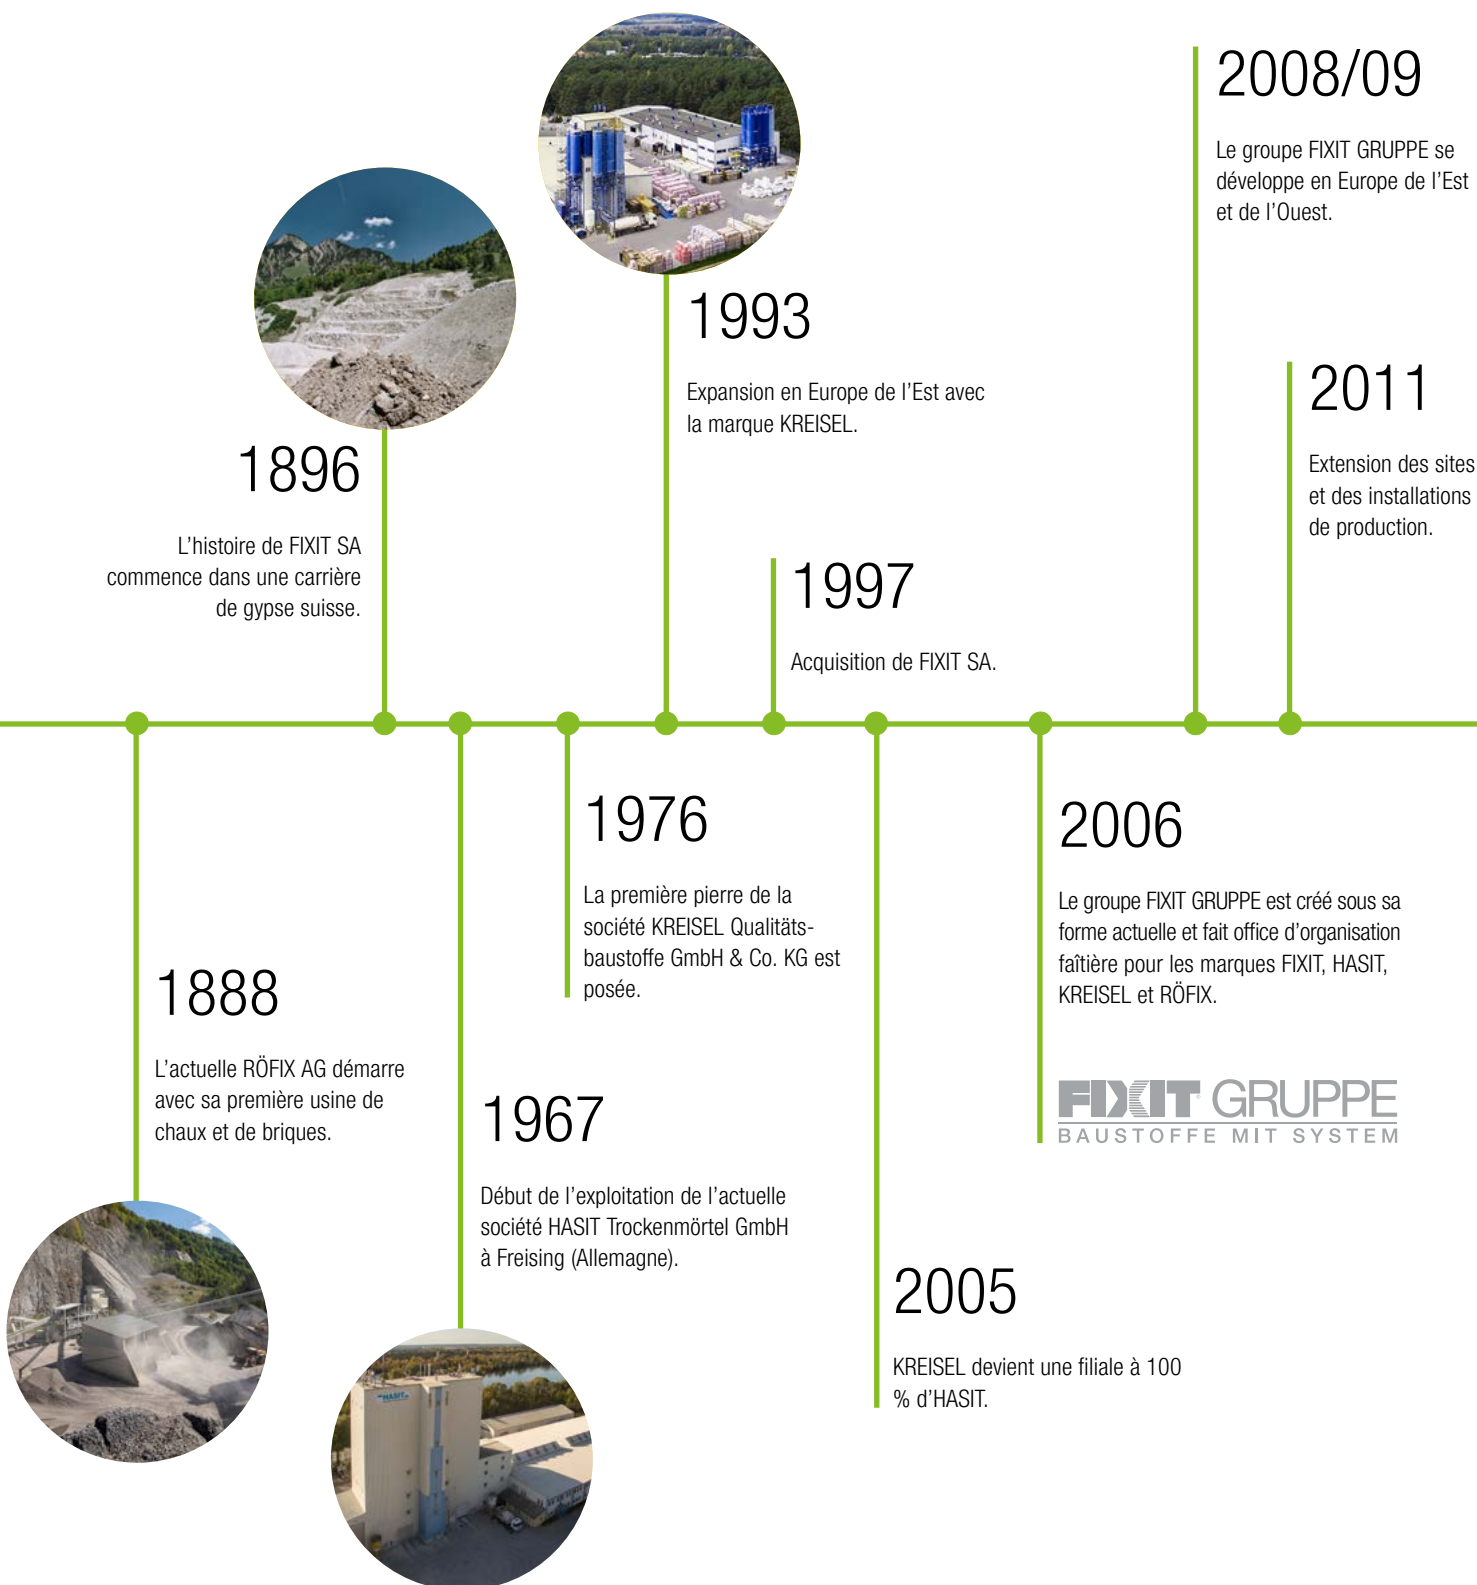 2008/09
Le groupe FIXIT GRUPPE se
développe en Europe de l’Est
et de l’Ouest.
1993
Expansion en Europe de l’Est avec
la marque KREISEL.
2011
Extension des sites
et des installations
de production.
1896
L’histoire de FIXIT SA
commence dans une carrière
de gypse suisse.
1997
Acquisition de FIXIT SA.
1976
La première pierre de la
société KREISEL Qualitäts-
baustoffe GmbH & Co. KG est
posée.
2006
Le groupe FIXIT GRUPPE est créé sous sa
forme actuelle et fait office d’organisation
faîtière pour les marques FIXIT, HASIT,
KREISEL et RÖFIX.
FIXIT GRUPPE
BAUSTOFFE MIT SYSTEM
1888
L’actuelle RÖFIX AG démarre
avec sa première usine de
chaux et de briques.
1967
Début de l’exploitation de l’actuelle
société HASIT Trockenmörtel GmbH
à Freising (Allemagne).
2005
KREISEL devient une filiale à 100
% d’HASIT.
HASIT